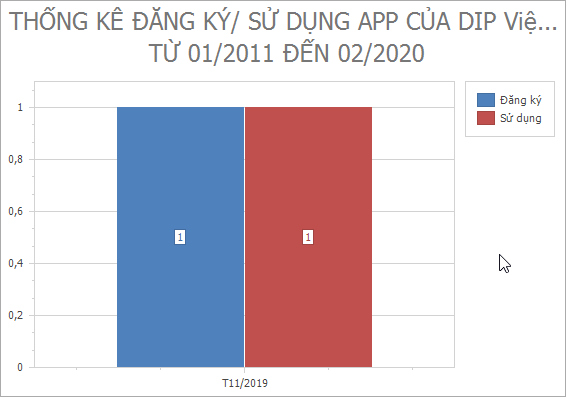 THỐNG KÊ ĐĂNG KÝ/ SỬ DỤNG APP CỦA DIP Việ...
TỪ 01/2011 ĐẾN 02/2020
Đăng ký
Sử dụng
1
0,8
0,6
0,4
0,2
0
1
1
T11/2019